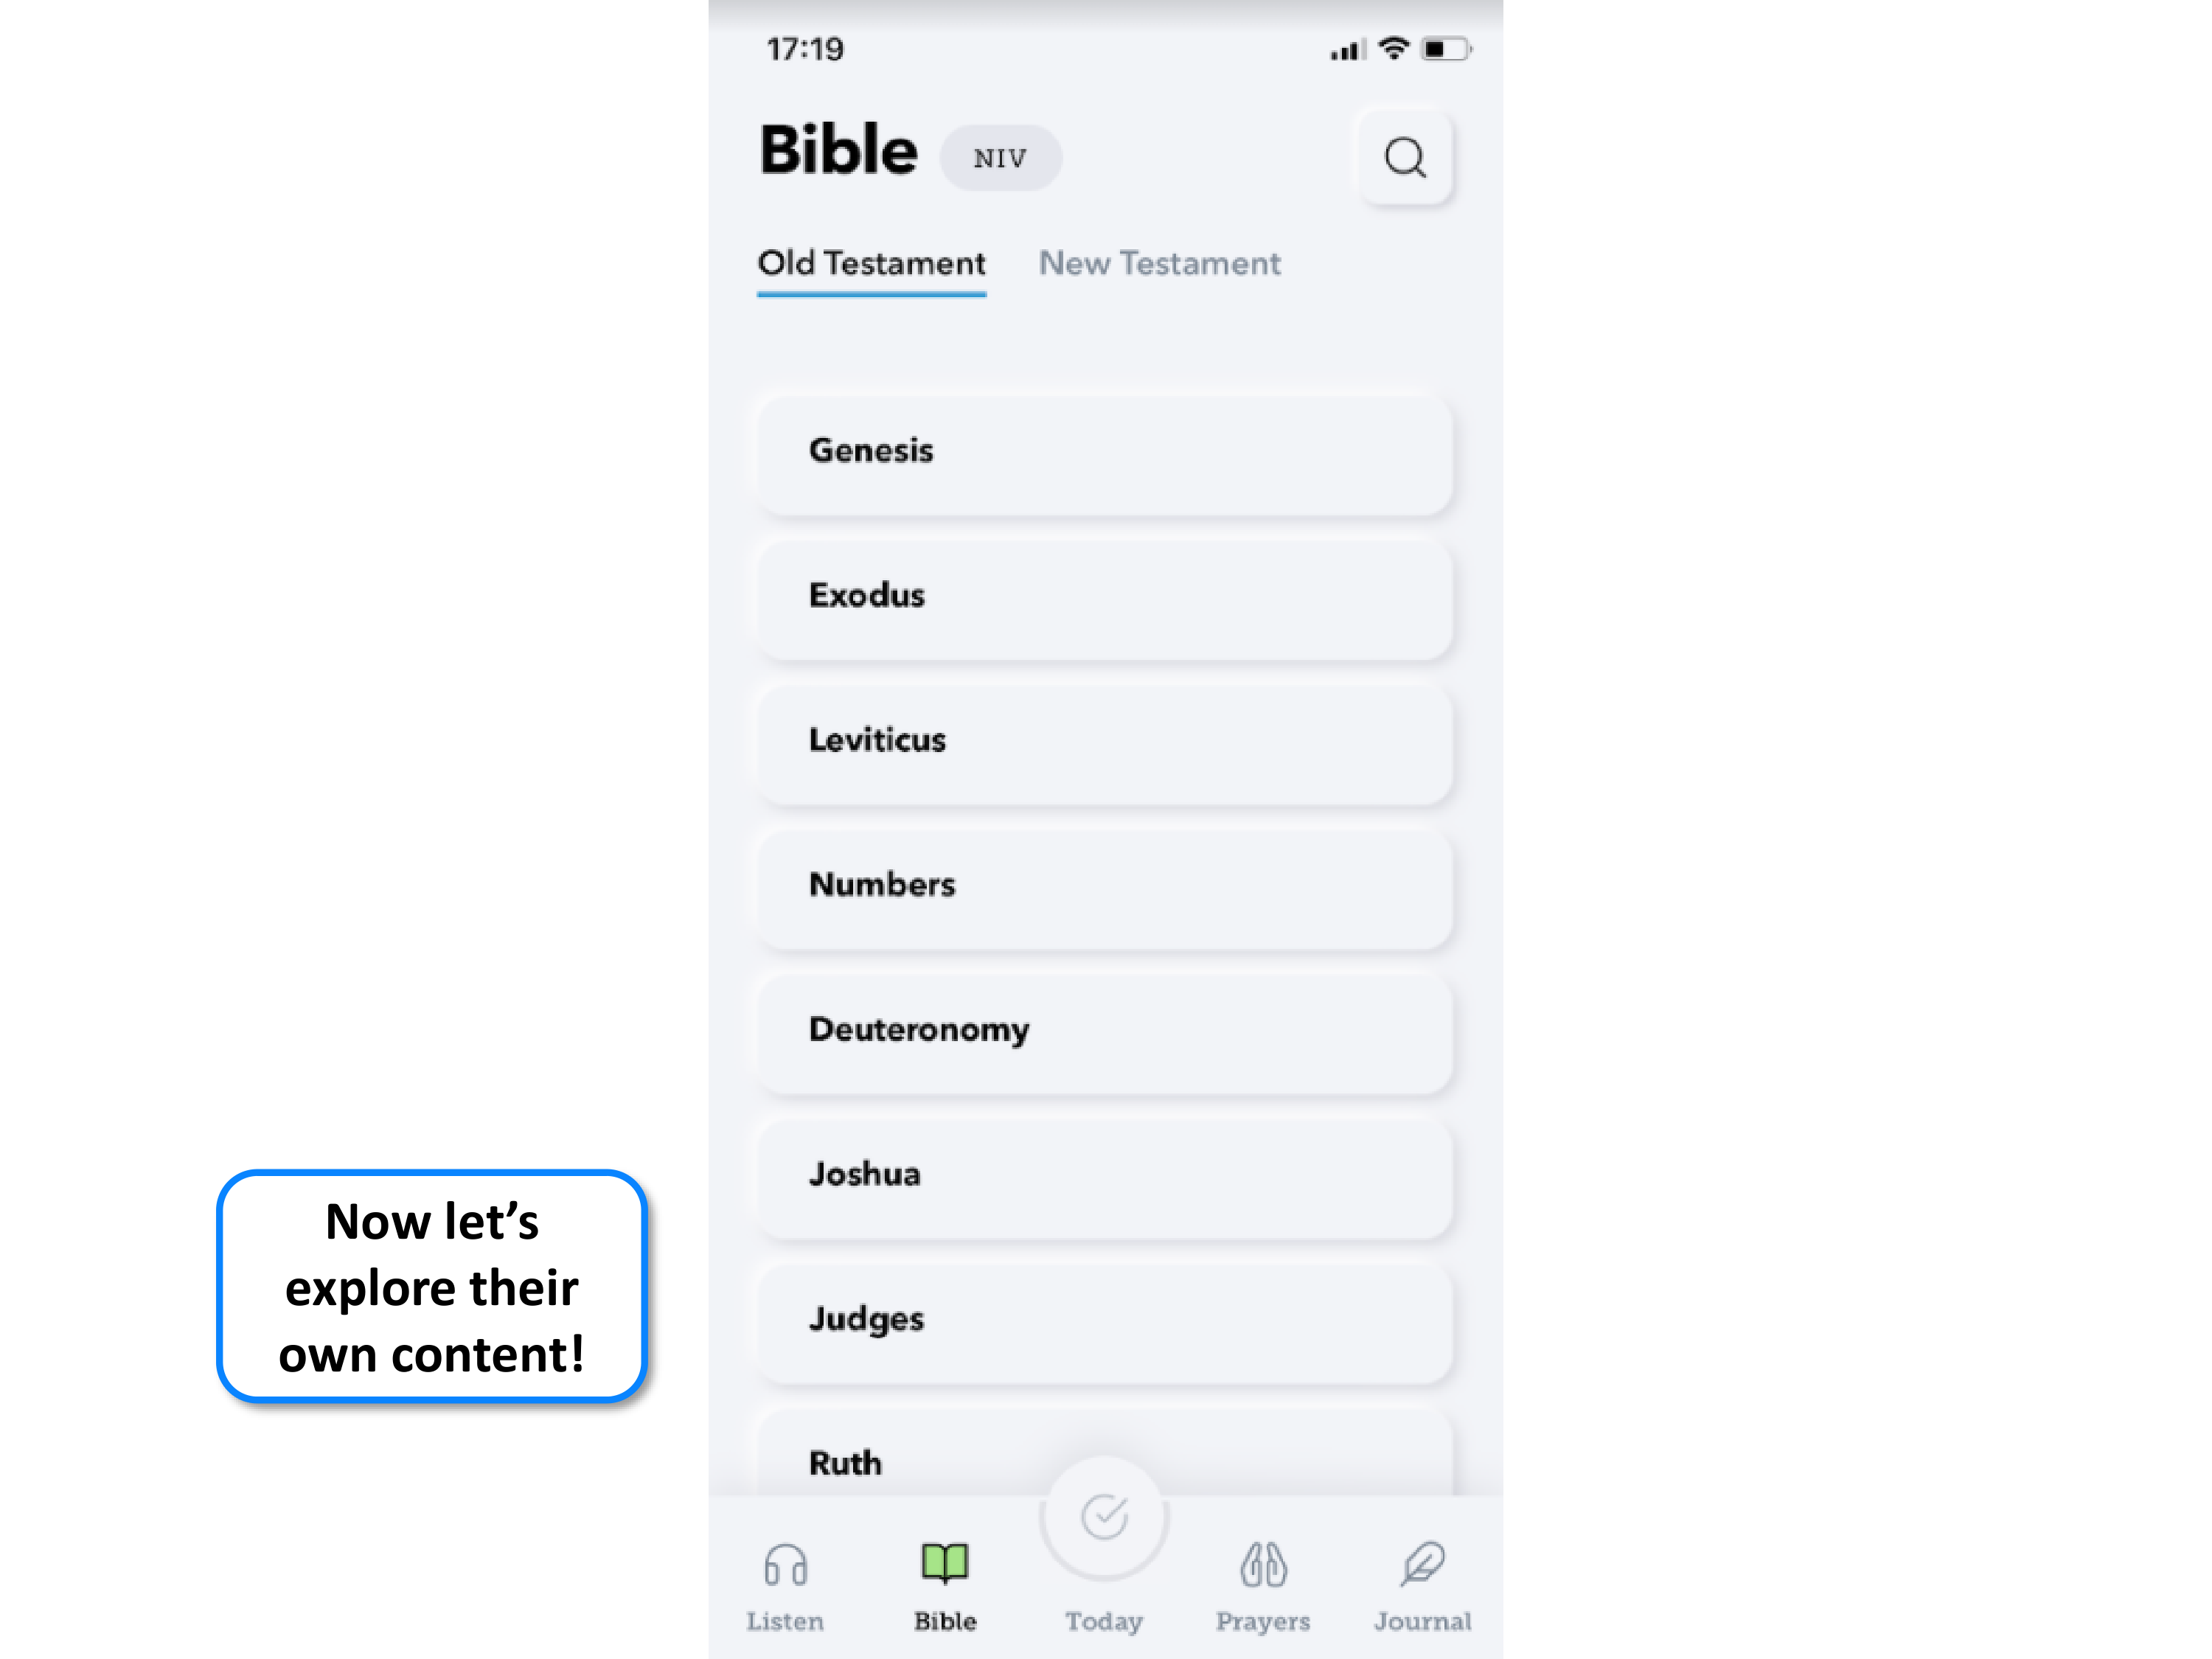 17:19
Bible NIV
Old Testament New Testament
Genesis
Exodus
Leviticus
Numbers
Deuteronomy
Joshua
Judges
Ruth
Listen Bible Today Prayers Journal
Now let’s
explore their
own content!